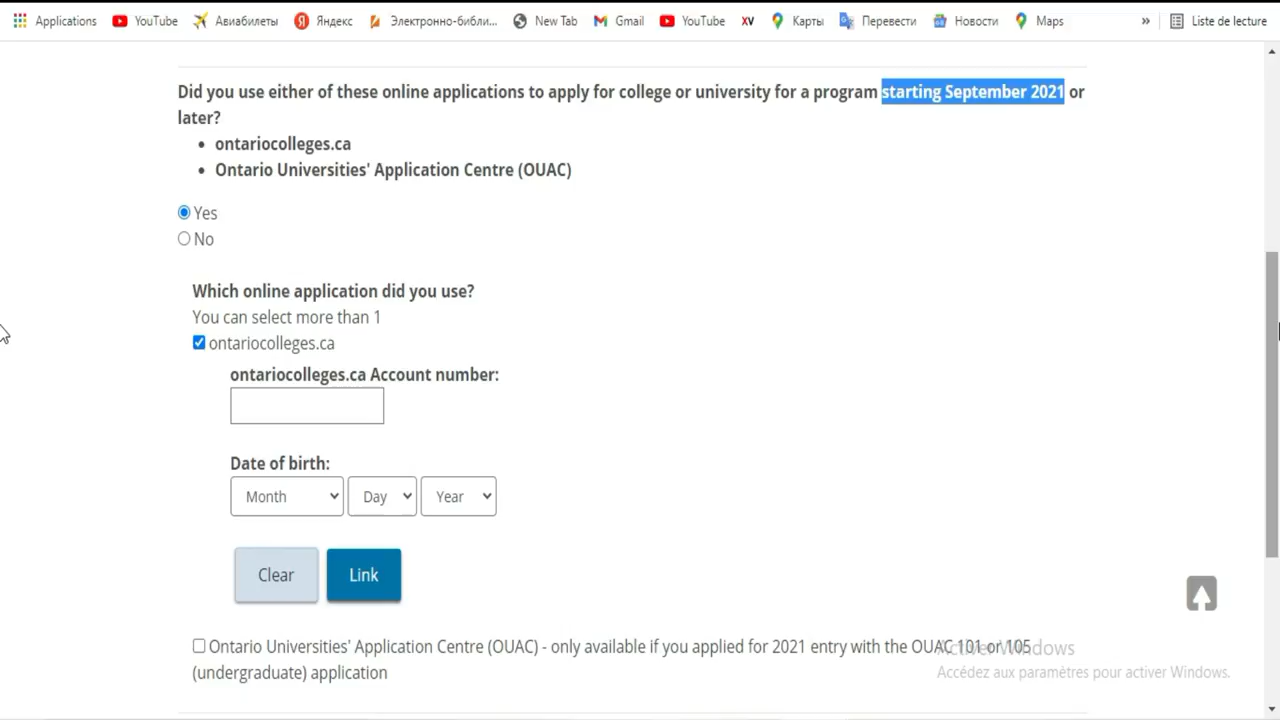 Applications YouTube Авиабилеты Яндекс Электронно-библи... New Tab Gmail YouTube XV Карты Перевести Новости Maps » Liste de lecture
Did you use either of these online applications to apply for college or university for a program starting September 2021 or
later?
• ontariocolleges.ca
• Ontario Universities' Application Centre (OUAC)
Yes
No
Which online application did you use?
You can select more than 1
ontariocolleges.ca
ontariocolleges.ca Account number:
Date of birth:
Month Day Year
Clear Link
Ontario Universities' Application Centre (OUAC) - only available if you applied for 2021 entry with the OUAC 101 or 105
(undergraduate) application
Activer Windows
Accédez aux paramètres pour activer Windows.